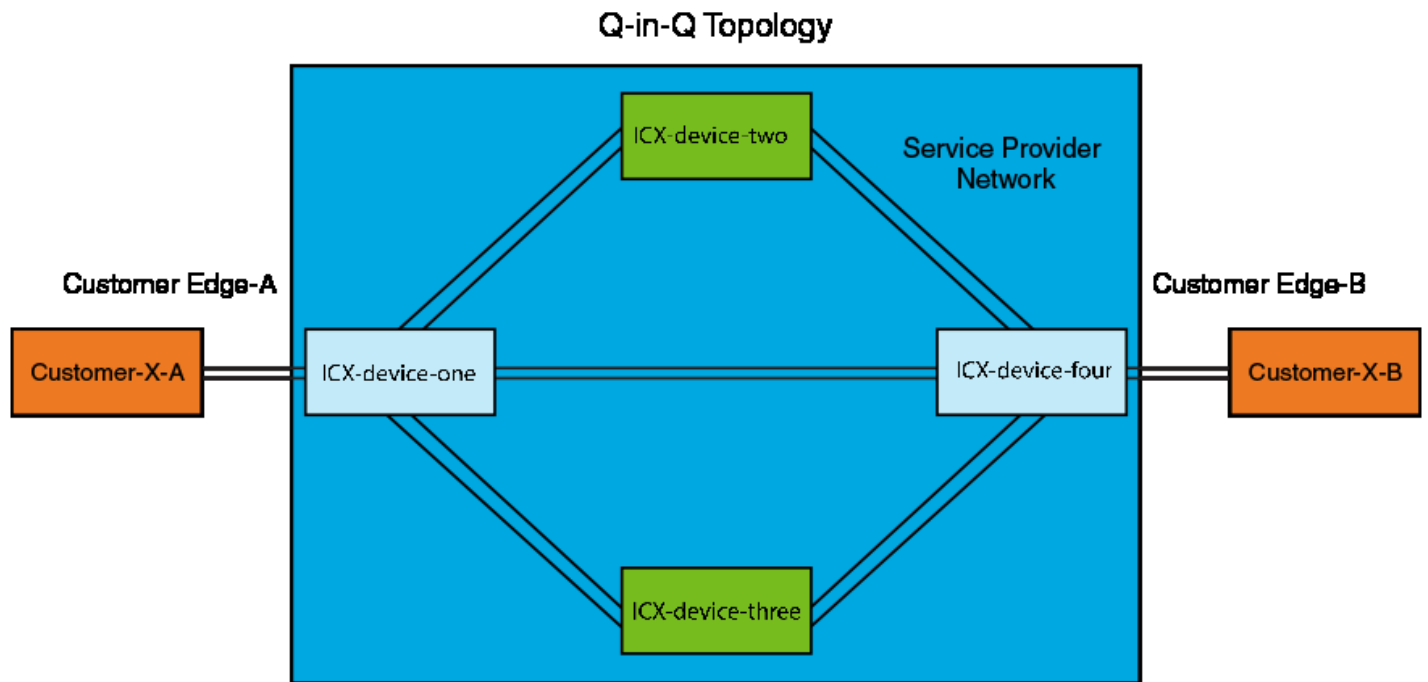 Q-in-Q Topology
ICX-device-two
Service Provider
Network
Customer Edge-A
Customer Edge-B
Customer-X-A
ICX-device-one
ICX-device-four
Customer-X-B
ICX-device-three